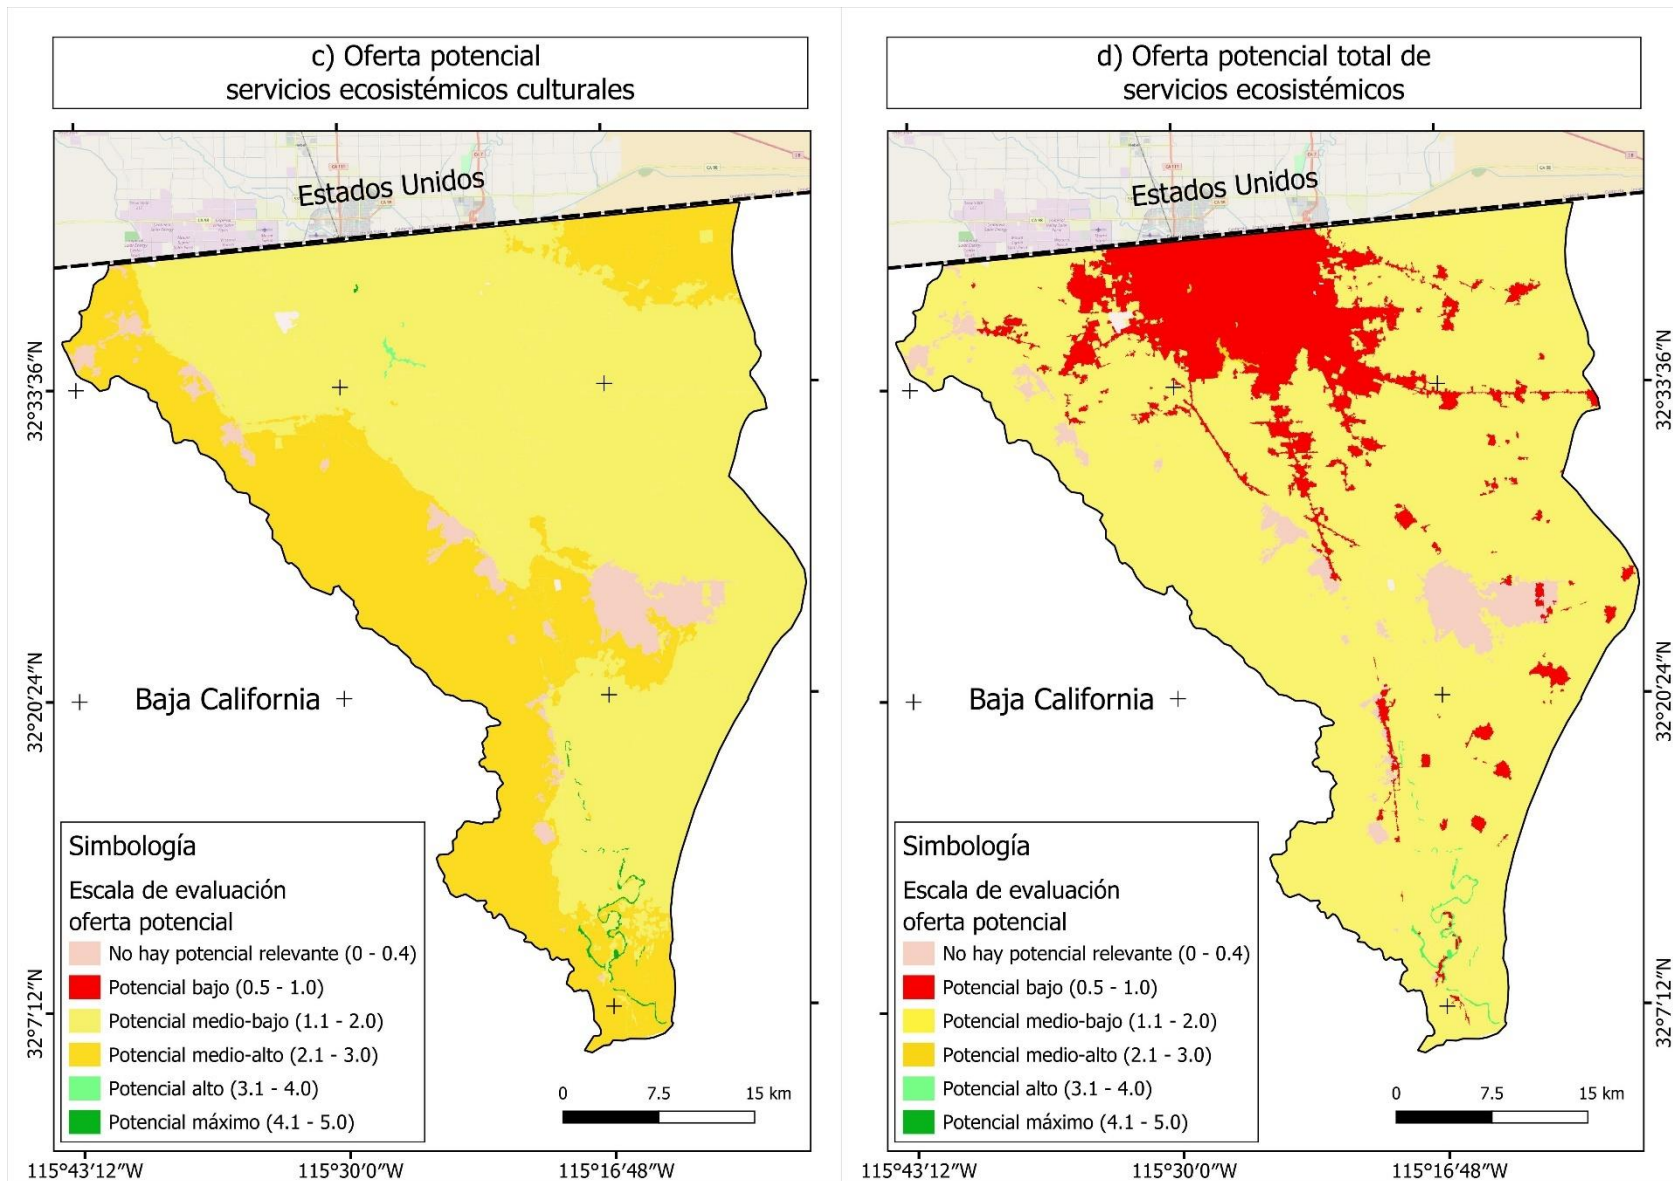 c) Oferta potencial
servicios ecosistémicos culturales
Estados Unidos
Baja California
32°33′36″N
32°20′24″N
32°7′12″N
Simbología
Escala de evaluación
oferta potencial
No hay potencial relevante (0 - 0.4)
Potencial bajo (0.5 - 1.0)
Potencial medio-bajo (1.1 - 2.0)
Potencial medio-alto (2.1 - 3.0)
Potencial alto (3.1 - 4.0)
Potencial máximo (4.1 - 5.0)
0 7.5 15 km
115°43′12″W 115°30′0″W 115°16′48″W
d) Oferta potencial total de
servicios ecosistémicos
Estados Unidos
Baja California
32°33′36″N
32°20′24″N
32°7′12″N
Simbología
Escala de evaluación
oferta potencial
No hay potencial relevante (0 - 0.4)
Potencial bajo (0.5 - 1.0)
Potencial medio-bajo (1.1 - 2.0)
Potencial medio-alto (2.1 - 3.0)
Potencial alto (3.1 - 4.0)
Potencial máximo (4.1 - 5.0)
0 7.5 15 km
115°43′12″W 115°30′0″W 115°16′48″W